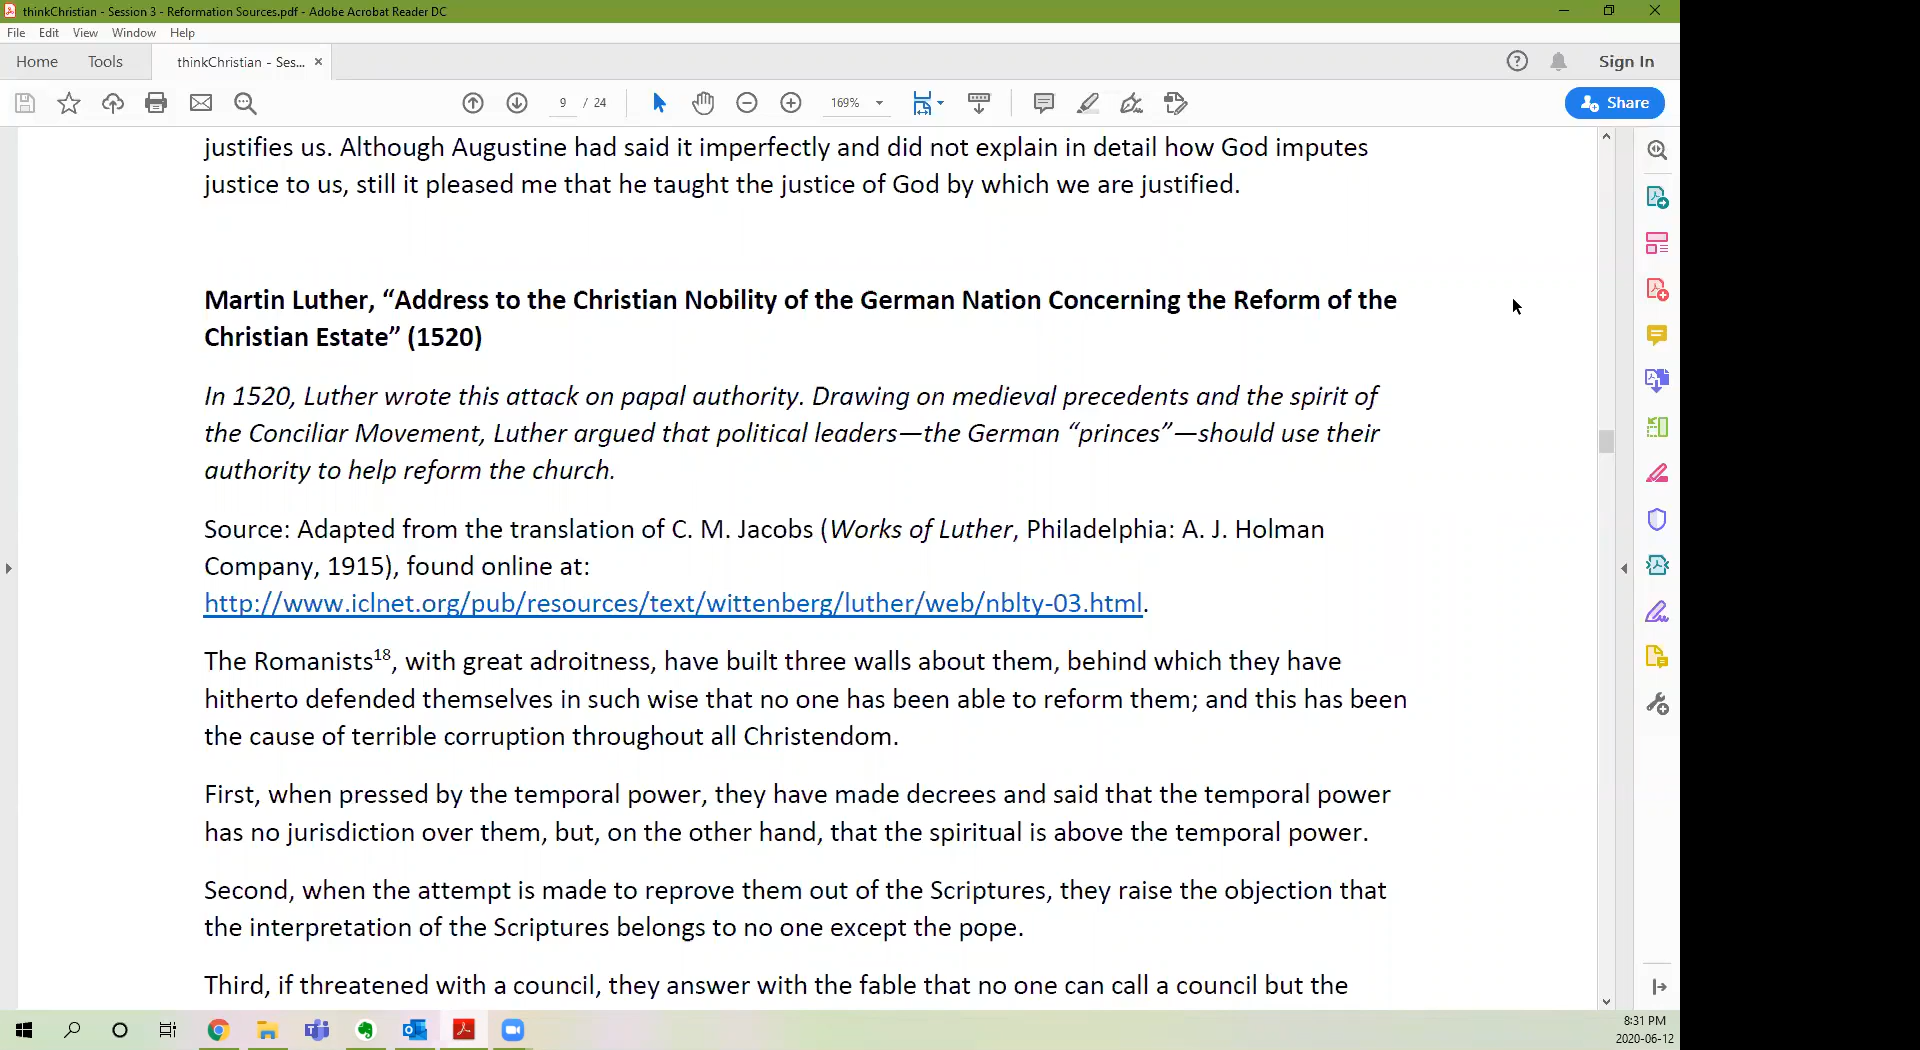 thinkChristian - Session 3 - Reformation Sources.pdf - Adobe Acrobat Reader DC
File Edit View Window Help
Home Tools thinkChristian - Ses... × Sign In
9 / 24 169% Share
justifies us. Although Augustine had said it imperfectly and did not explain in detail how God imputes
justice to us, still it pleased me that he taught the justice of God by which we are justified.
Martin Luther, “Address to the Christian Nobility of the German Nation Concerning the Reform of the
Christian Estate” (1520)
In 1520, Luther wrote this attack on papal authority. Drawing on medieval precedents and the spirit of
the Conciliar Movement, Luther argued that political leaders—the German “princes”—should use their
authority to help reform the church.
Source: Adapted from the translation of C. M. Jacobs (Works of Luther, Philadelphia: A. J. Holman
Company, 1915), found online at:
http://www.iclnet.org/pub/resources/text/wittenberg/luther/web/nblty-03.html.
The Romanists18, with great adroitness, have built three walls about them, behind which they have
hitherto defended themselves in such wise that no one has been able to reform them; and this has been
the cause of terrible corruption throughout all Christendom.
First, when pressed by the temporal power, they have made decrees and said that the temporal power
has no jurisdiction over them, but, on the other hand, that the spiritual is above the temporal power.
Second, when the attempt is made to reprove them out of the Scriptures, they raise the objection that
the interpretation of the Scriptures belongs to no one except the pope.
Third, if threatened with a council, they answer with the fable that no one can call a council but the
8:31 PM
2020-06-12